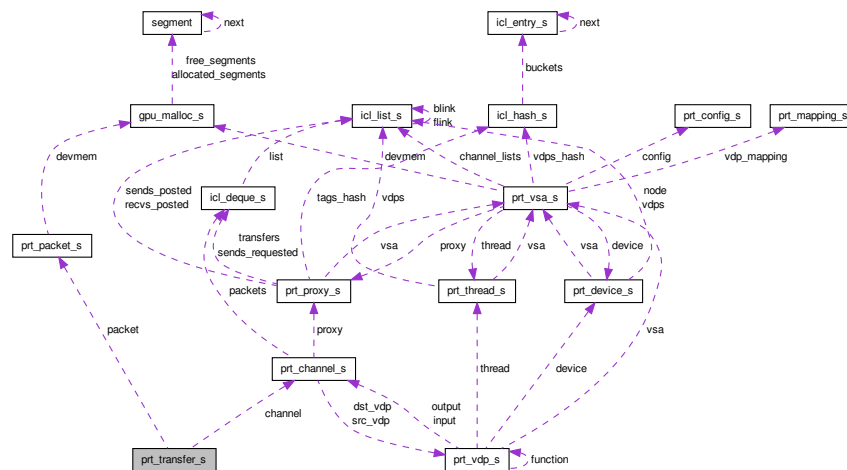 segment
next
icl_entry_s
next
free_segments
allocated_segments
buckets
gpu_malloc_s
icl_list_s
blink
flink
icl_hash_s
prt_config_s
prt_mapping_s
devmem
list
devmem
channel_lists
vdps_hash
config
vdp_mapping
sends_posted
recvs_posted
icl_deque_s
tags_hash
vdps
prt_vsa_s
node
vdps
prt_packet_s
transfers
sends_requested
vsa
proxy
thread
vsa
vsa
device
packets
prt_proxy_s
prt_thread_s
prt_device_s
packet
proxy
vsa
prt_channel_s
thread
device
channel
dst_vdp
src_vdp
output
input
prt_transfer_s
prt_vdp_s
function